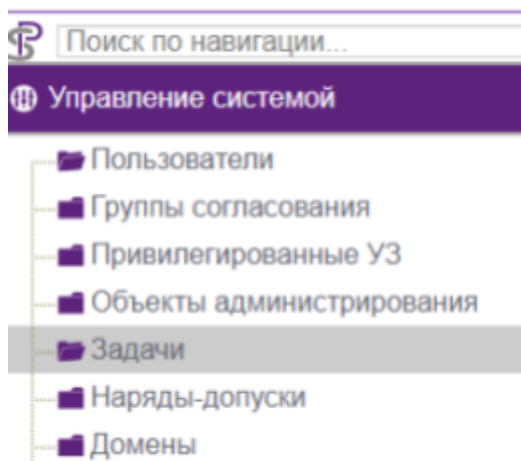 Поиск по навигации...
Управление системой
Пользователи
Группы согласования
Привилегированные УЗ
Объекты администрирования
Задачи
Наряды-допуски
Домены